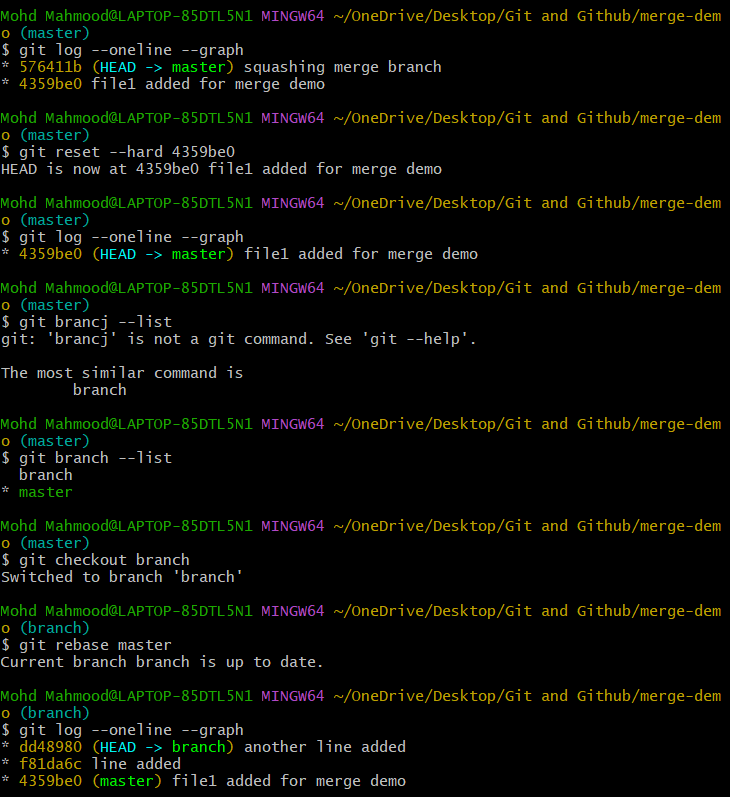 Mohd Mahmood@LAPTOP-85DTL5N1 MINGW64 ~/OneDrive/Desktop/Git and Github/merge-dem
o (master)
$ git log --oneline --graph
* 576411b (HEAD -> master) squashing merge branch
* 4359be0 file1 added for merge demo
Mohd Mahmood@LAPTOP-85DTL5N1 MINGW64 ~/OneDrive/Desktop/Git and Github/merge-dem
o (master)
$ git reset --hard 4359be0
HEAD is now at 4359be0 file1 added for merge demo
Mohd Mahmood@LAPTOP-85DTL5N1 MINGW64 ~/OneDrive/Desktop/Git and Github/merge-dem
o (master)
$ git log --oneline --graph
* 4359be0 (HEAD -> master) file1 added for merge demo
Mohd Mahmood@LAPTOP-85DTL5N1 MINGW64 ~/OneDrive/Desktop/Git and Github/merge-dem
o (master)
$ git brancj --list
git: 'brancj' is not a git command. See 'git --help'.
The most similar command is
branch
Mohd Mahmood@LAPTOP-85DTL5N1 MINGW64 ~/OneDrive/Desktop/Git and Github/merge-dem
o (master)
$ git branch --list
branch
* master
Mohd Mahmood@LAPTOP-85DTL5N1 MINGW64 ~/OneDrive/Desktop/Git and Github/merge-dem
o (master)
$ git checkout branch
Switched to branch 'branch'
Mohd Mahmood@LAPTOP-85DTL5N1 MINGW64 ~/OneDrive/Desktop/Git and Github/merge-dem
o (branch)
$ git rebase master
Current branch branch is up to date.
Mohd Mahmood@LAPTOP-85DTL5N1 MINGW64 ~/OneDrive/Desktop/Git and Github/merge-dem
o (branch)
$ git log --oneline --graph
* dd48980 (HEAD -> branch) another line added
* f81da6c line added
* 4359be0 (master) file1 added for merge demo